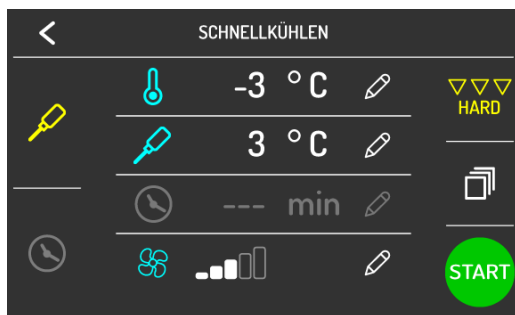 SCHNELLKÜHLEN
-3 °C
HARD
3 °C
--- min
START